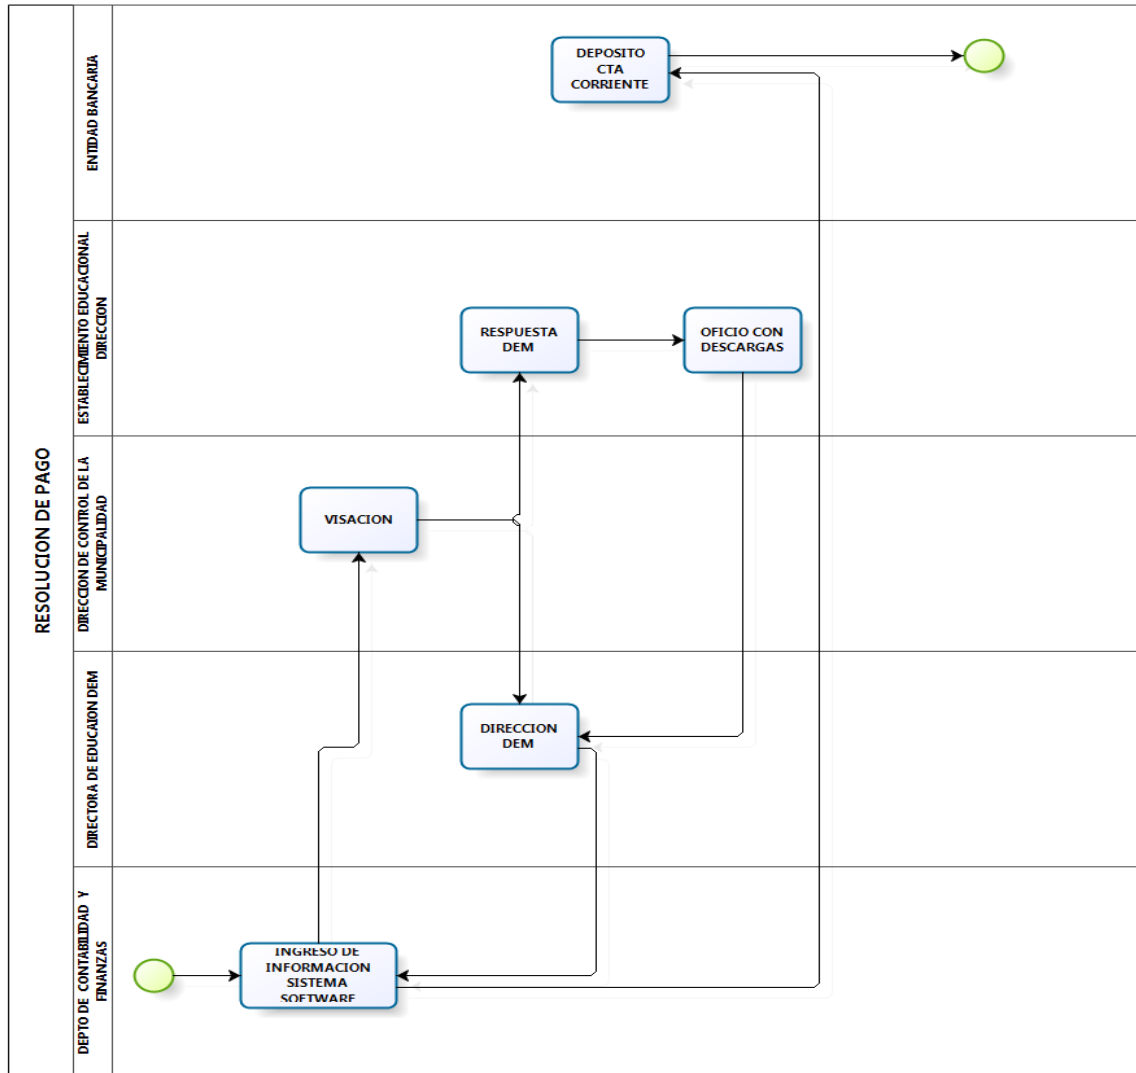 RESOLUCION DE PAGO
ENTIDAD BANCARIA
DEPOSITO
CTA
CORRIENTE
ESTABLECIMIENTO EDUCACIONAL
DIRECCION
RESPUESTA
DEM
OFICIO CON
DESCARGAS
DIRECCION DE CONTROL DE LA
MUNICIPALIDAD
VISACION
DIRECTORA DE EDUCAION DEM
DIRECCION
DEM
DEPTO DE CONTABILIDAD Y
FINANZAS
INGRESO DE
INFORMACION
SISTEMA
SOFTWARE